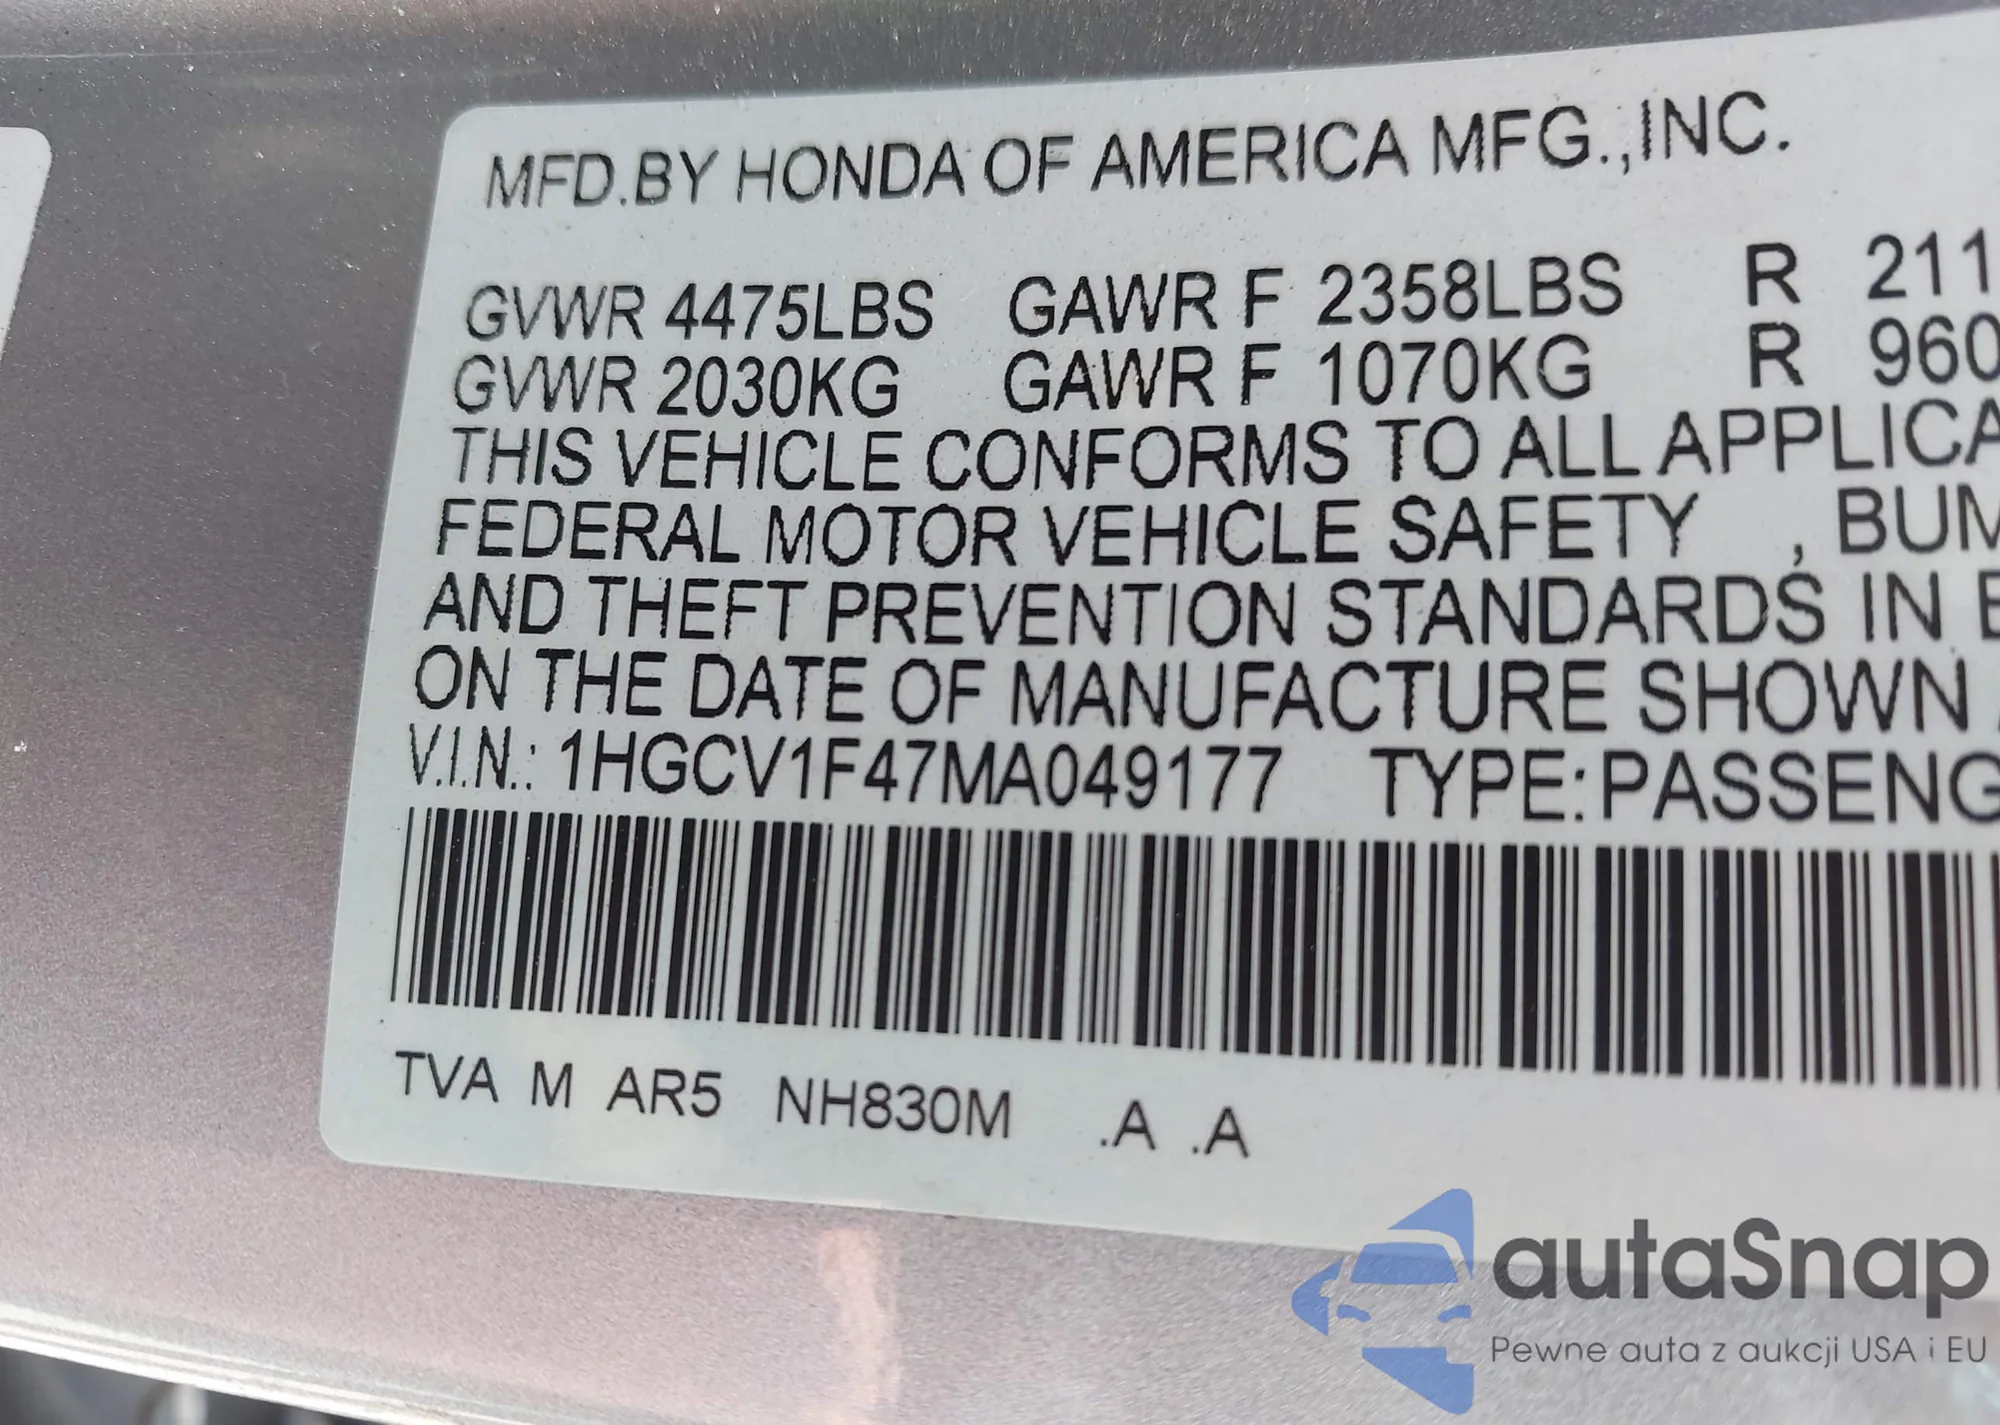 MFD.BY HONDA OF AMERICA MFG.,INC.
GVWR 4475LBS GAWR F 2358LBS R 211
GVWR 2030KG GAWR F 1070KG R 960
THIS VEHICLE CONFORMS TO ALL APPLICA
FEDERAL MOTOR VEHICLE SAFETY , BUM
AND THEFT PREVENTION STANDARDS IN E
ON THE DATE OF MANUFACTURE SHOWN
V.I.N.: 1HGCV1F47MA049177 TYPE:PASSENG
TVA M AR5 NH830M .A .A
autaSnap
Pewne auta z aukcji USA i EU